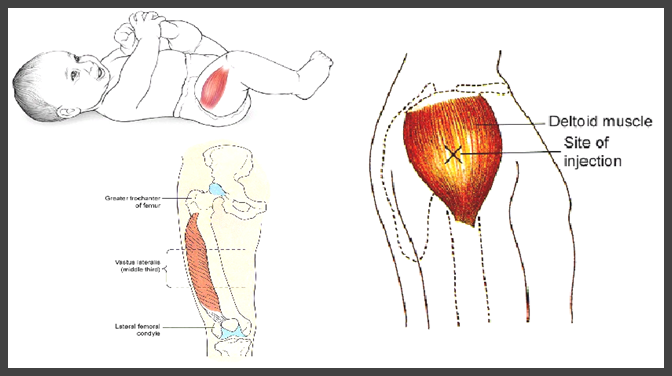 Greater trochanter
of femur
Vastus lateralis
(middle third)
Lateral femoral
condyle
Deltoid muscle
Site of
injection